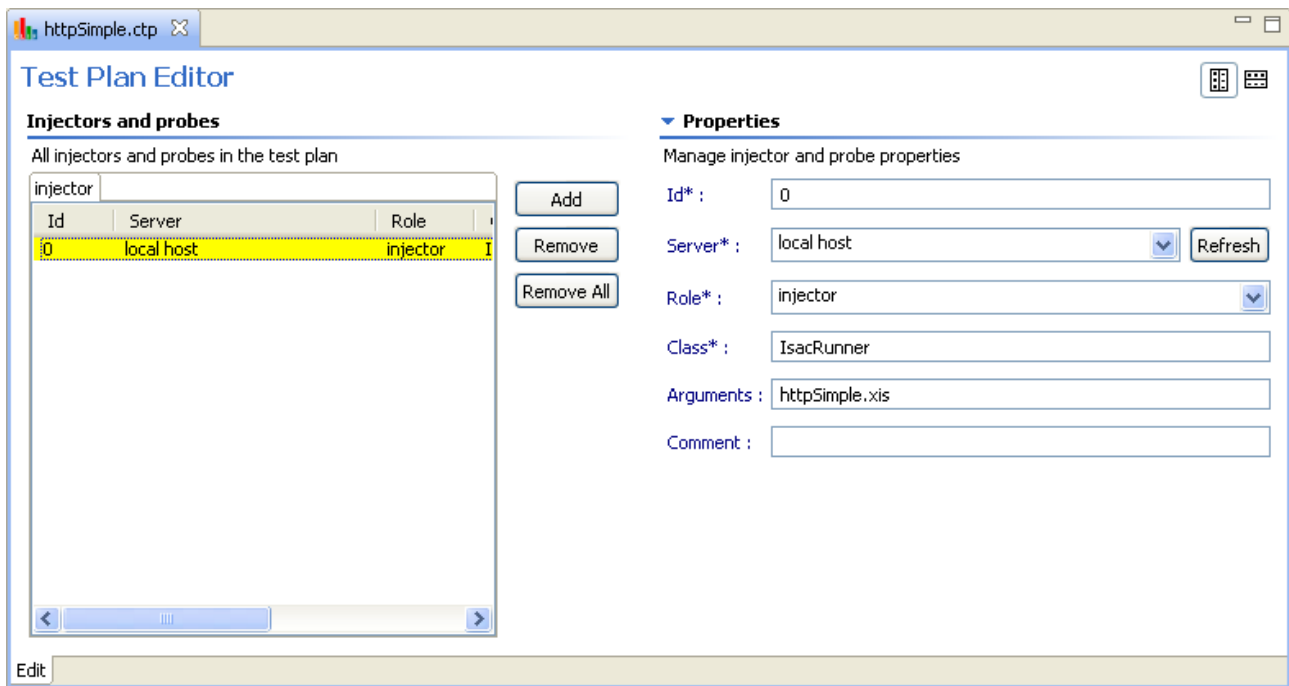 httpSimple.ctp
Test Plan Editor
Injectors and probes
All injectors and probes in the test plan
injector
Id Server Role
0 local host injector I
Add
Remove
Remove All
Properties
Manage injector and probe properties
Id* : 0
Server* : local host Refresh
Role* : injector
Class* : IsacRunner
Arguments : httpSimple.xis
Comment :
Edit